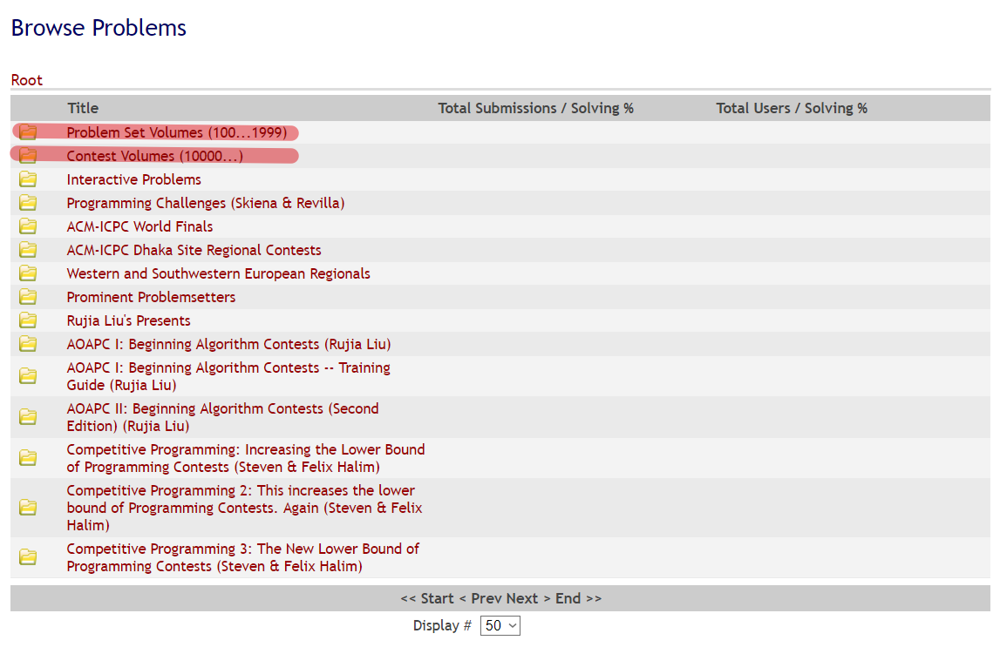 Browse Problems
Root
Title Total Submissions / Solving % Total Users / Solving %
Problem Set Volumes (100...1999)
Contest Volumes (10000...)
Interactive Problems
Programming Challenges (Skiena & Revilla)
ACM-ICPC World Finals
ACM-ICPC Dhaka Site Regional Contests
Western and Southwestern European Regionals
Prominent Problemsetters
Rujia Liu's Presents
AOAPC I: Beginning Algorithm Contests (Rujia Liu)
AOAPC I: Beginning Algorithm Contests -- Training
Guide (Rujia Liu)
AOAPC II: Beginning Algorithm Contests (Second
Edition) (Rujia Liu)
Competitive Programming: Increasing the Lower Bound
of Programming Contests (Steven & Felix Halim)
Competitive Programming 2: This increases the lower
bound of Programming Contests. Again (Steven & Felix
Halim)
Competitive Programming 3: The New Lower Bound of
Programming Contests (Steven & Felix Halim)
<< Start < Prev Next > End >>
Display # 50